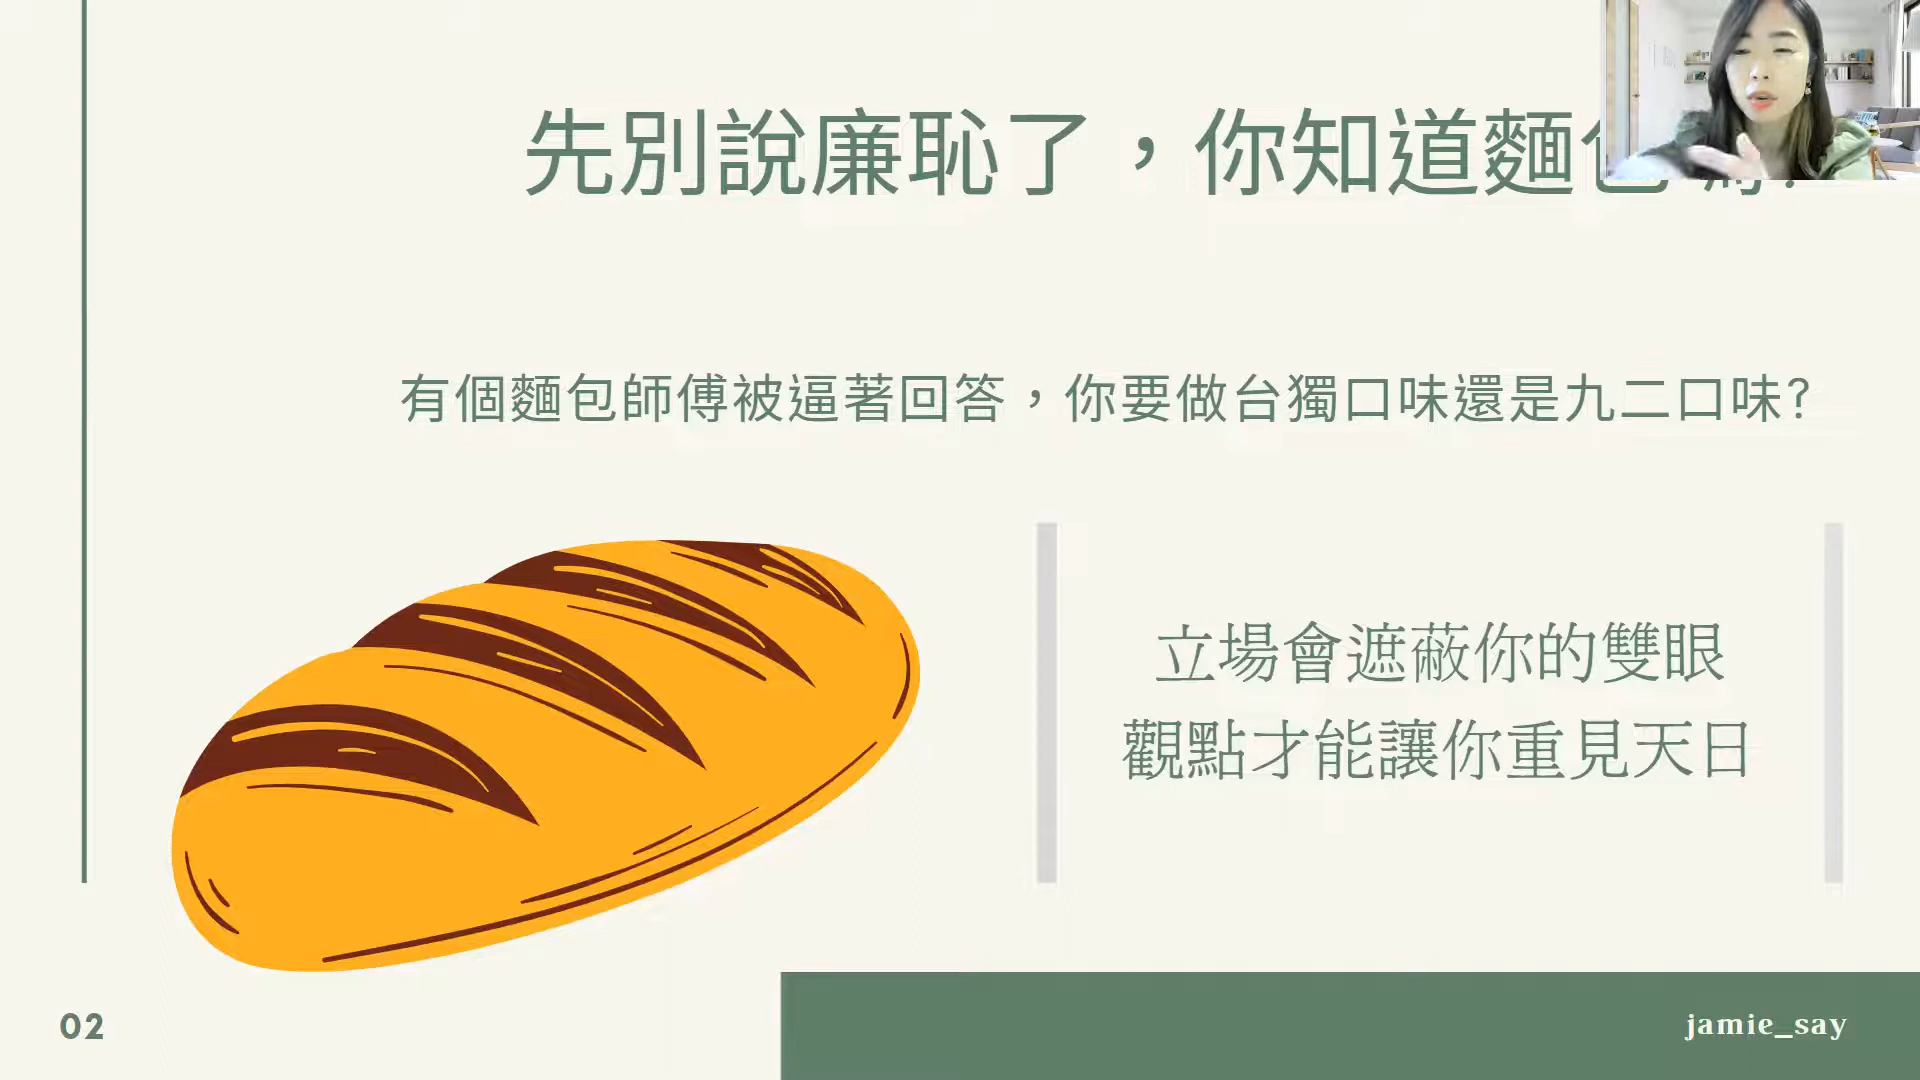 先別說廉恥了，你知道麵包 嗎?
有個麵包師傅被逼著回答，你要做台獨口味還是九二口味?
立場會遮蔽你的雙眼
觀點才能讓你重見天日
02
jamie_say